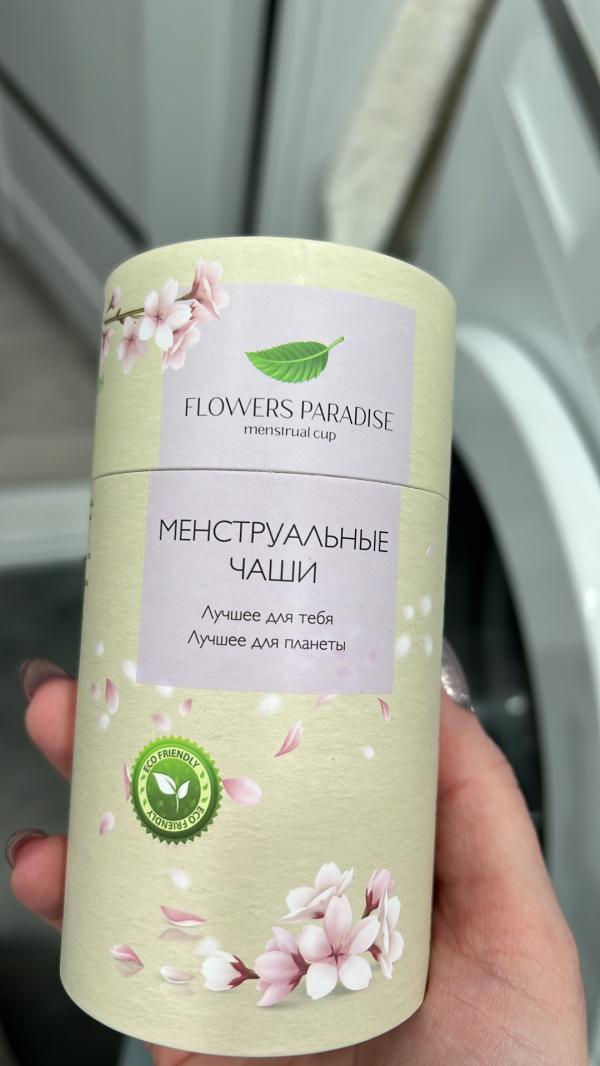 FLOWERS PARADISE
menstrual cup
МЕНСТРУАЛЬНЫЕ
ЧАШИ
Лучшее для тебя
Лучшее для планеты
ECO FRIENDLY
ECO FRIENDLY